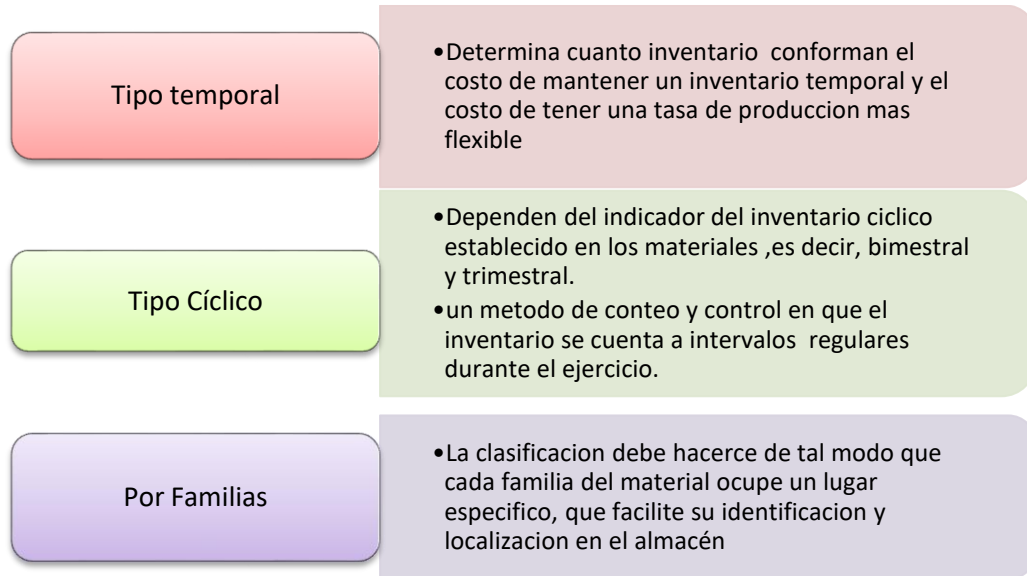 Tipo temporal
•Determina cuanto inventario  conforman el
costo de mantener un inventario temporal y el
costo de tener una tasa de produccion mas
flexible
Tipo Cíclico
•Dependen del indicador del inventario ciclico
establecido en los materiales ,es decir, bimestral
y trimestral.
•un metodo de conteo y control en que el
inventario se cuenta a intervalos  regulares
durante el ejercicio.
Por Familias
•La clasificacion debe hacerce de tal modo que
cada familia del material ocupe un lugar
especifico, que facilite su identificacion y
localizacion en el almacén